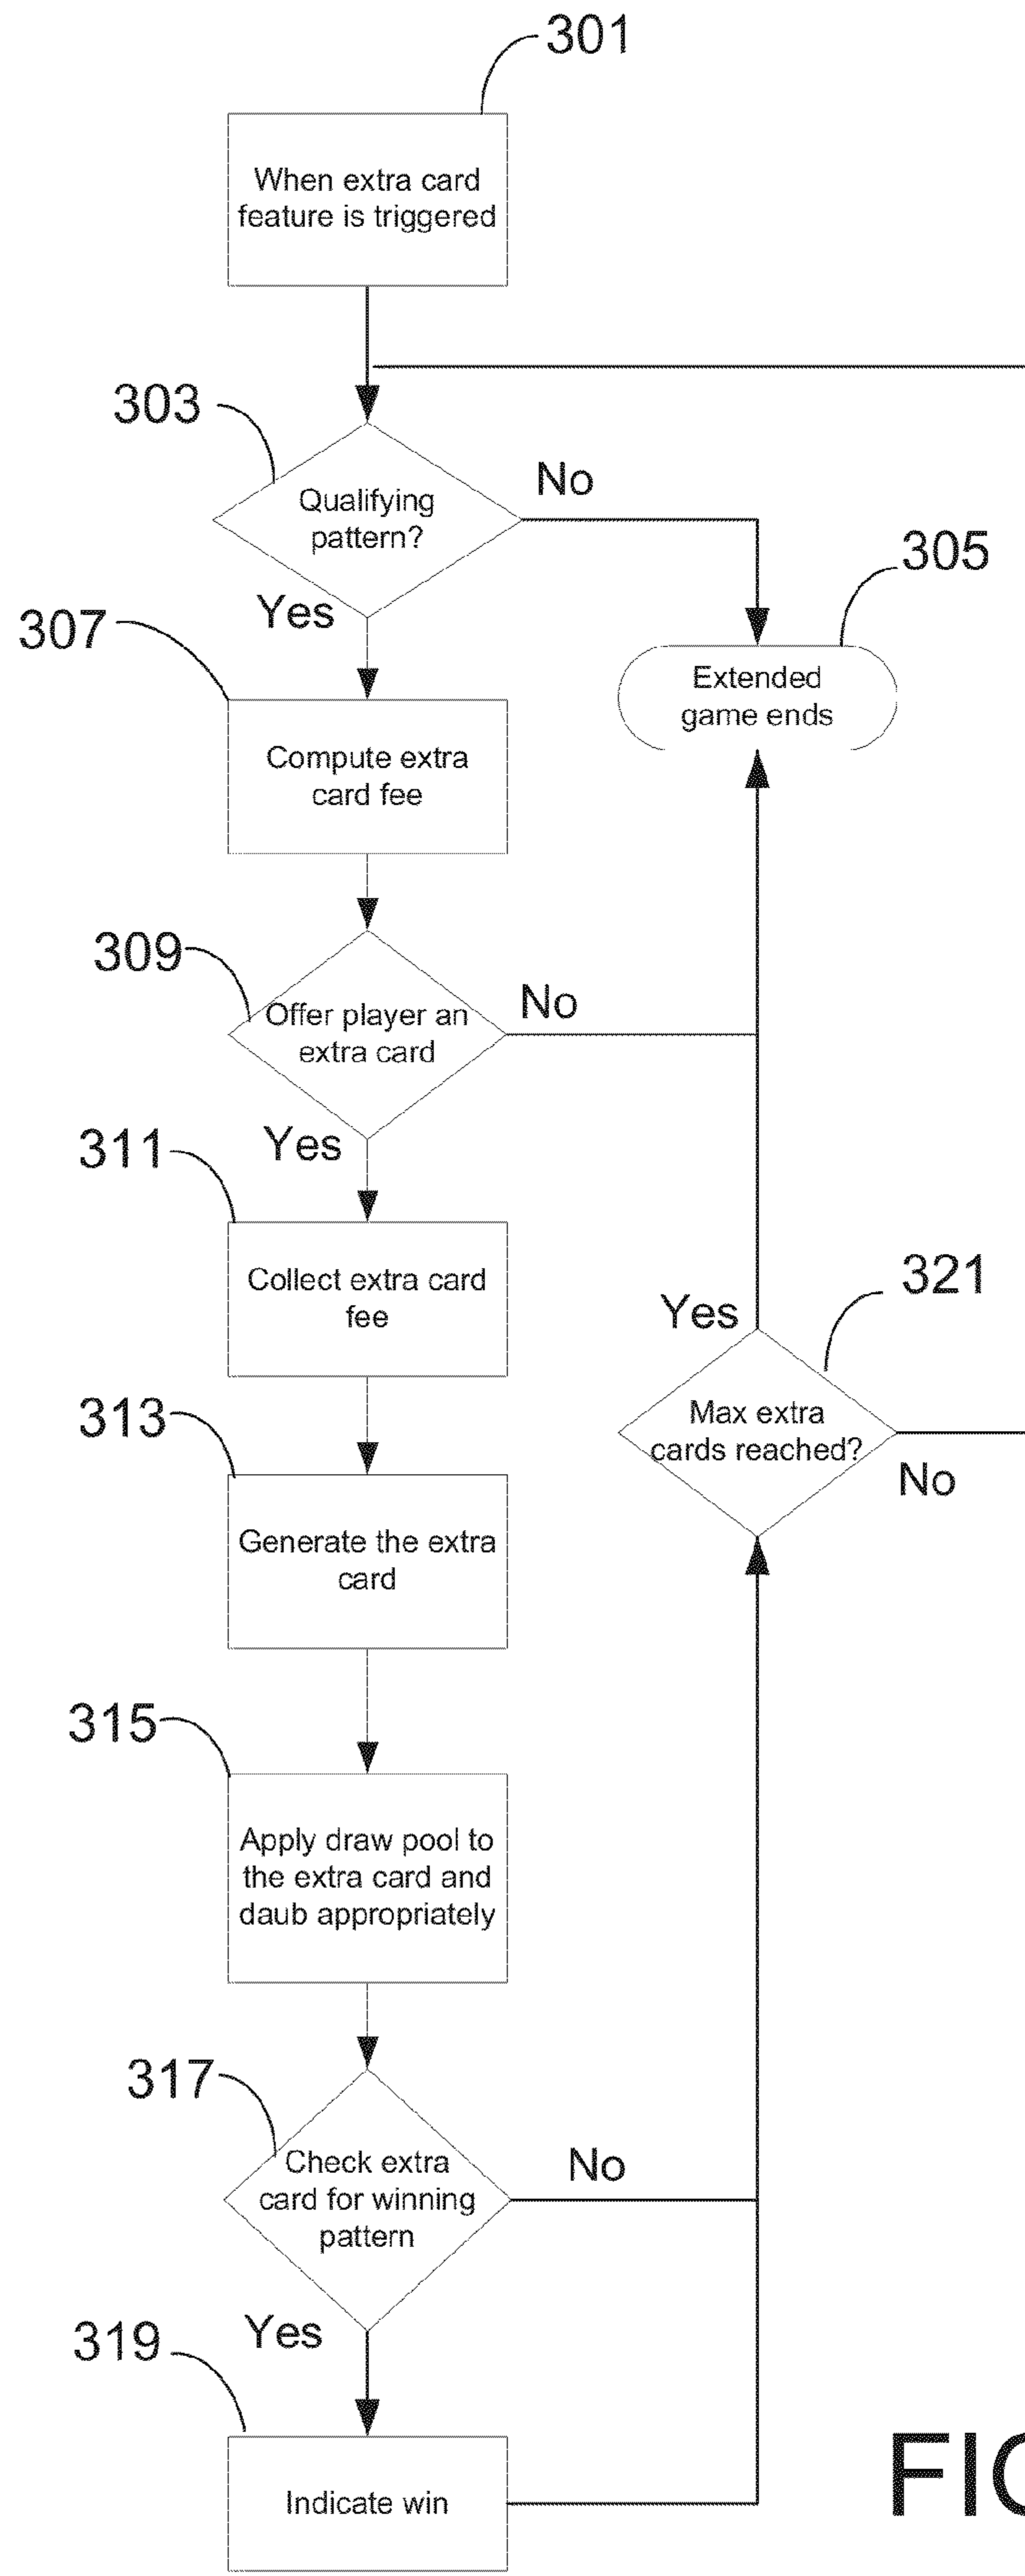 301
When extra card
feature is triggered
303
Qualifying
pattern?
No
Yes
305
Extended
game ends
307
Compute extra
card fee
309
Offer player an
extra card
No
Yes
311
Collect extra card
fee
321
Yes
Max extra
cards reached?
No
313
Generate the extra
card
315
Apply draw pool to
the extra card and
daub appropriately
317
Check extra
card for winning
pattern
No
Yes
319
Indicate win